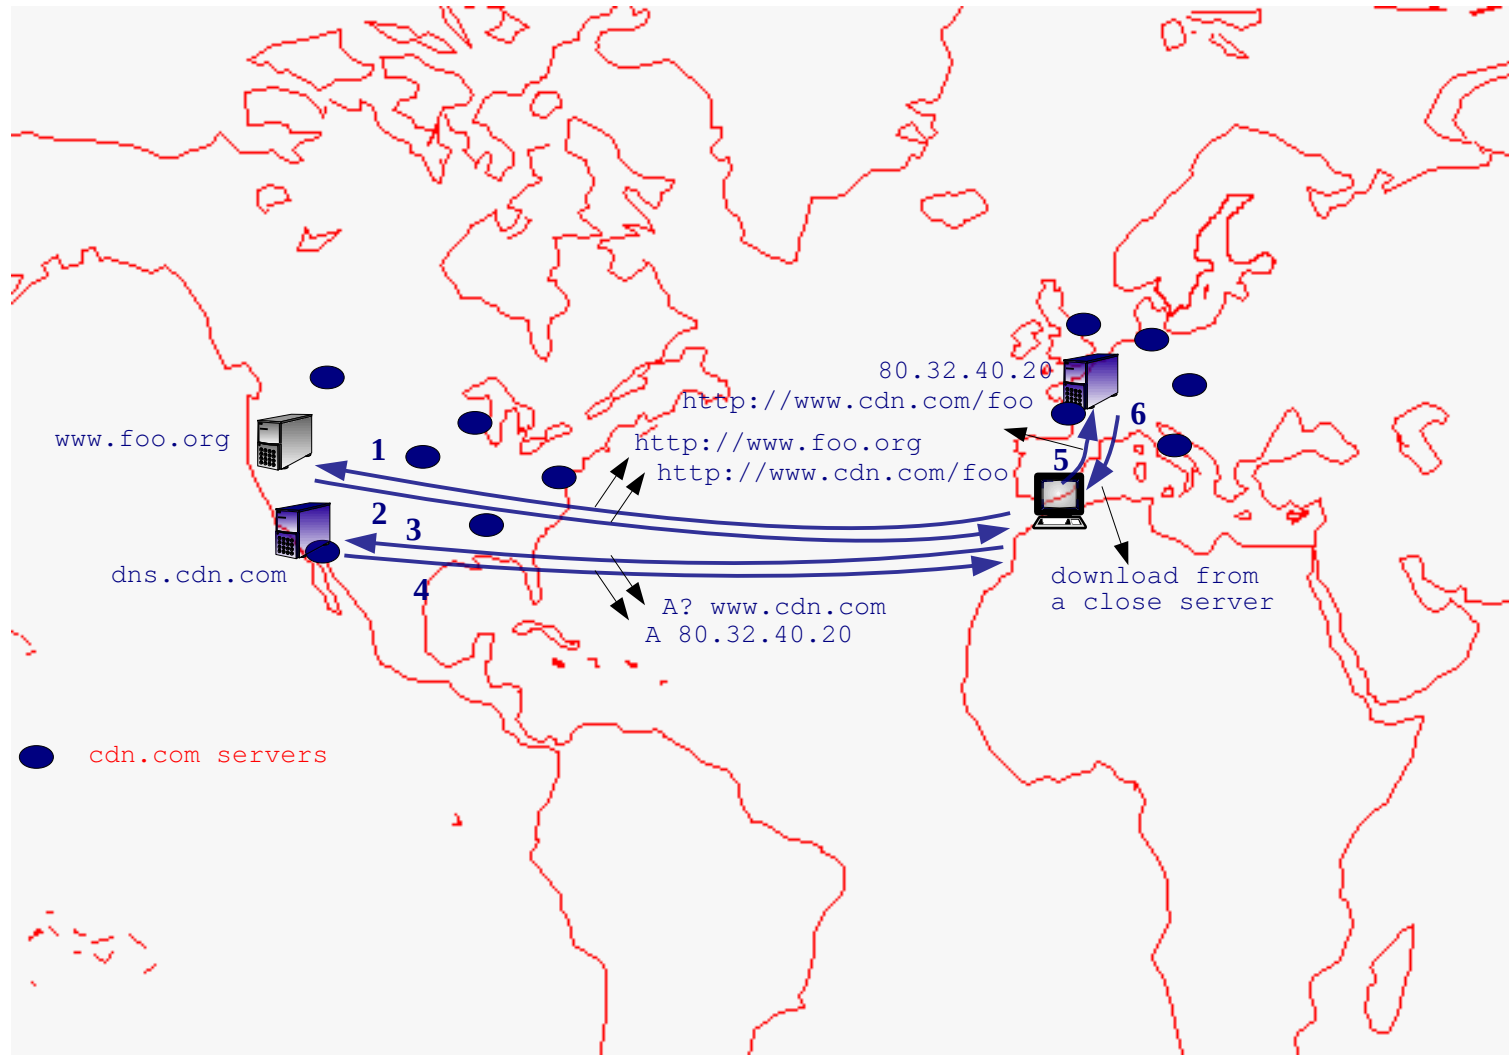 80.32.40.20
http://www.cdn.com/foo
6
www.foo.org
1
http://www.foo.org
http://www.cdn.com/foo
5
2
3
dns.cdn.com
4
A? www.cdn.com
A 80.32.40.20
download from
a close server
cdn.com servers